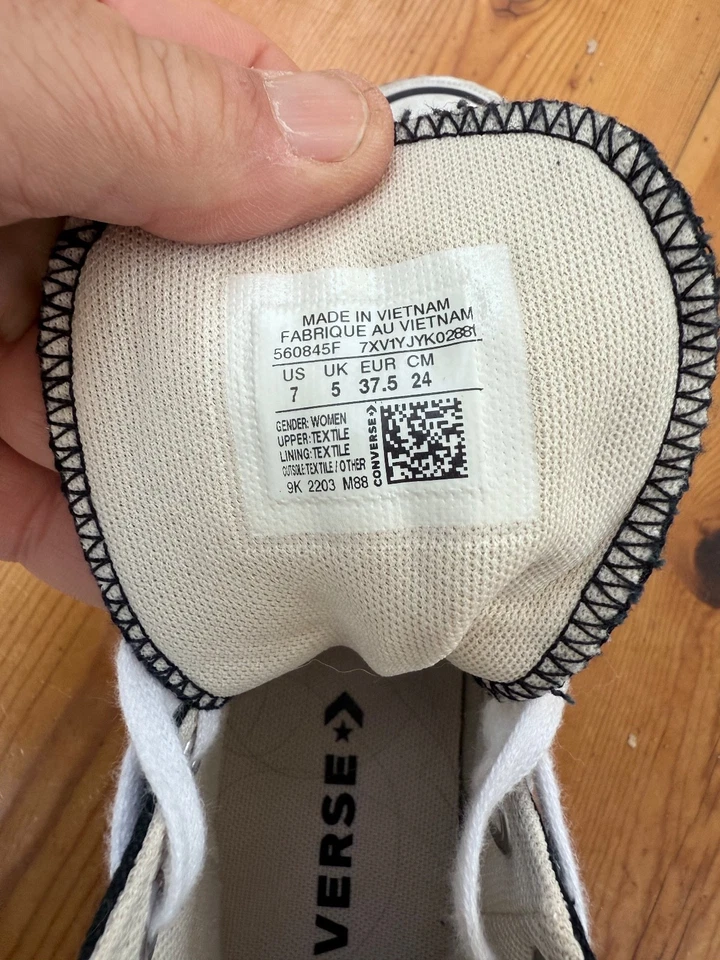 MADE IN VIETNAM
FABRIQUE AU VIETNAM
560845F 7XV1YJYK02881
US UK EUR CM
7 5 37.5 24
GENDER: WOMEN
UPPER: TEXTILE
LINING: TEXTILE
OUTSOLE: TEXTILE / OTHER
9K 2203 M88
CONVERSE
VERSE